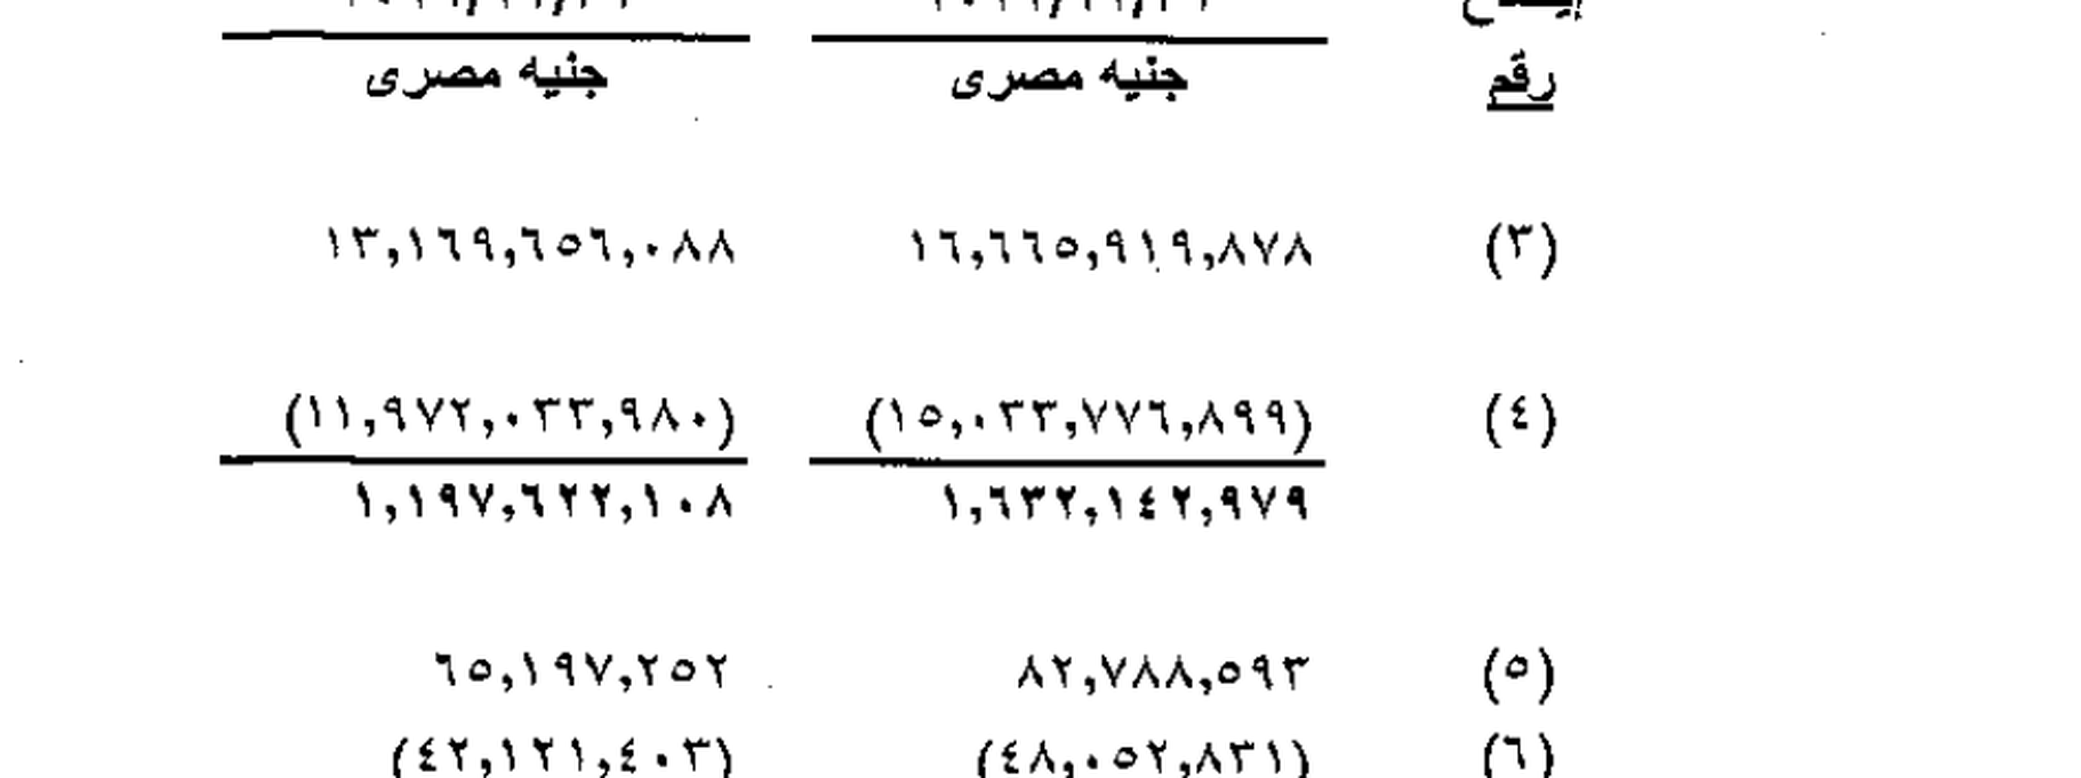 رقم جنيه مصرى جنيه مصرى
(٣) ١٦,٦٦٥,٩١٩,٨٧٨ ١٣,١٦٩,٦٥٦,٠٨٨
(٤) (١٥,٠٣٣,٧٧٦,٨٩٩) (١١,٩٧٢,٠٣٣,٩٨٠)
١,٦٣٢,١٤٢,٩٧٩ ١,١٩٧,٦٢٢,١٠٨
(٥) ٨٢,٧٨٨,٥٩٣ ٦٥,١٩٧,٢٥٢
(٦) (٤٨,٠٥٢,٨٣١) (٤٢,١٢١,٤٠٣)